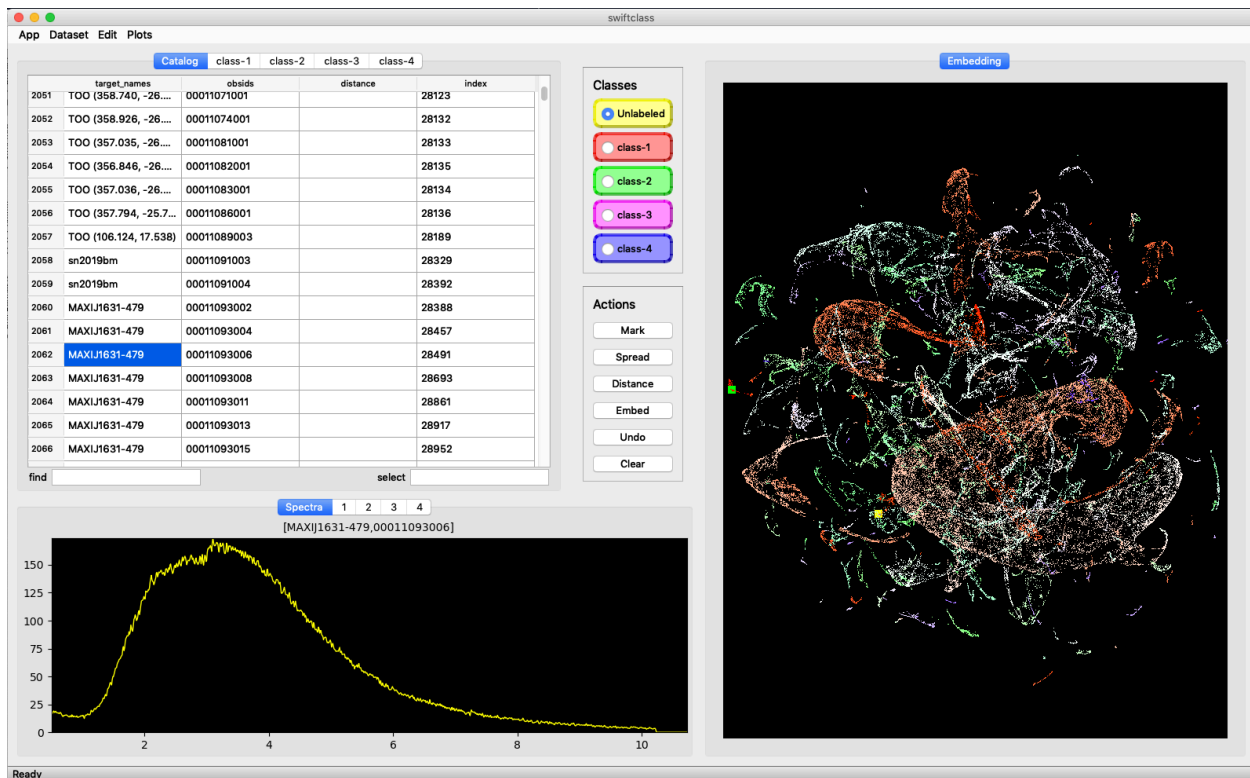 swiftclass
App Dataset Edit Plots
Catalog class-1 class-2 class-3 class-4
target_names obsids distance index
2051 TOO (358.740, -26.... 00011071001 28123
2052 TOO (358.926, -26.... 00011074001 28132
2053 TOO (357.035, -26.... 00011081001 28133
2054 TOO (356.846, -26.... 00011082001 28135
2055 TOO (357.036, -26.... 00011083001 28134
2056 TOO (357.794, -25.7... 00011086001 28136
2057 TOO (106.124, 17.538) 00011089003 28189
2058 sn2019bm 00011091003 28329
2059 sn2019bm 00011091004 28392
2060 MAXIJ1631-479 00011093002 28388
2061 MAXIJ1631-479 00011093004 28457
2062 MAXIJ1631-479 00011093006 28491
2063 MAXIJ1631-479 00011093008 28693
2064 MAXIJ1631-479 00011093011 28861
2065 MAXIJ1631-479 00011093013 28917
2066 MAXIJ1631-479 00011093015 28952
find select
Classes
Unlabeled
class-1
class-2
class-3
class-4
Actions
Mark
Spread
Distance
Embed
Undo
Clear
Embedding
Spectra 1 2 3 4
[MAXIJ1631-479,00011093006]
150
125
100
75
50
25
0
2 4 6 8 10
Ready